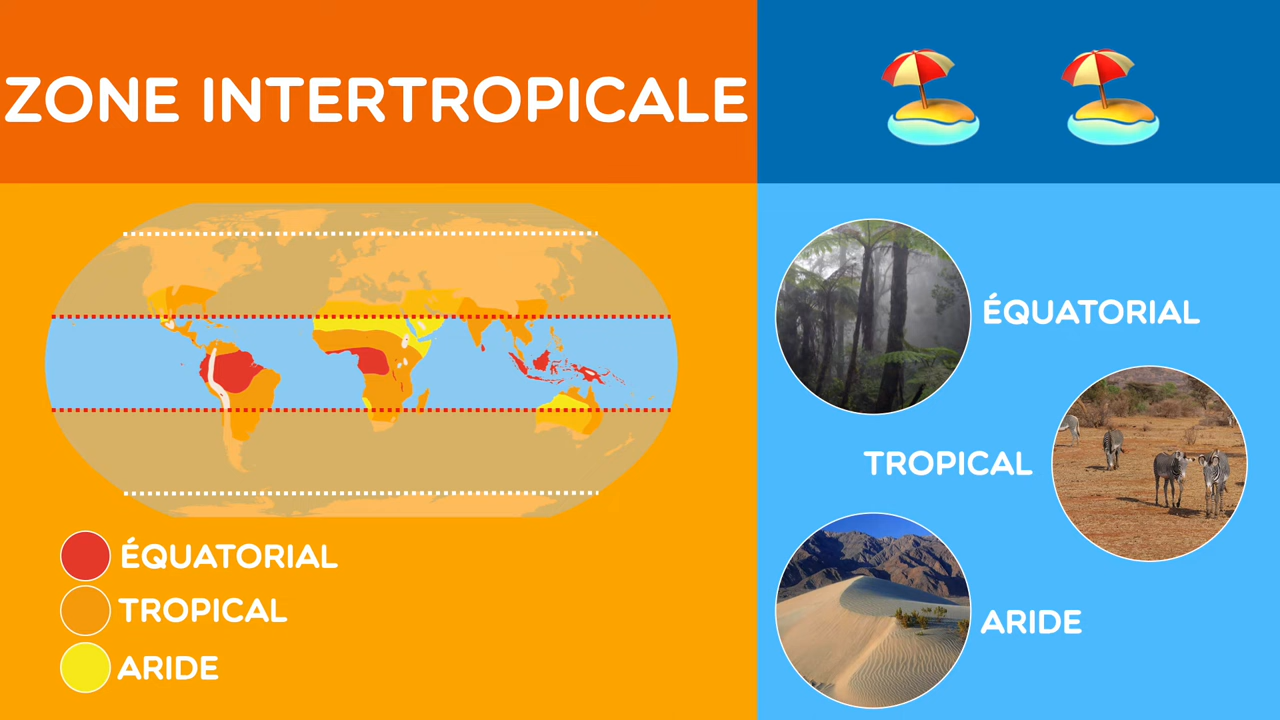 ZONE INTERTROPICALE
ÉQUATORIAL
TROPICAL
ARIDE
ÉQUATORIAL
TROPICAL
ARIDE